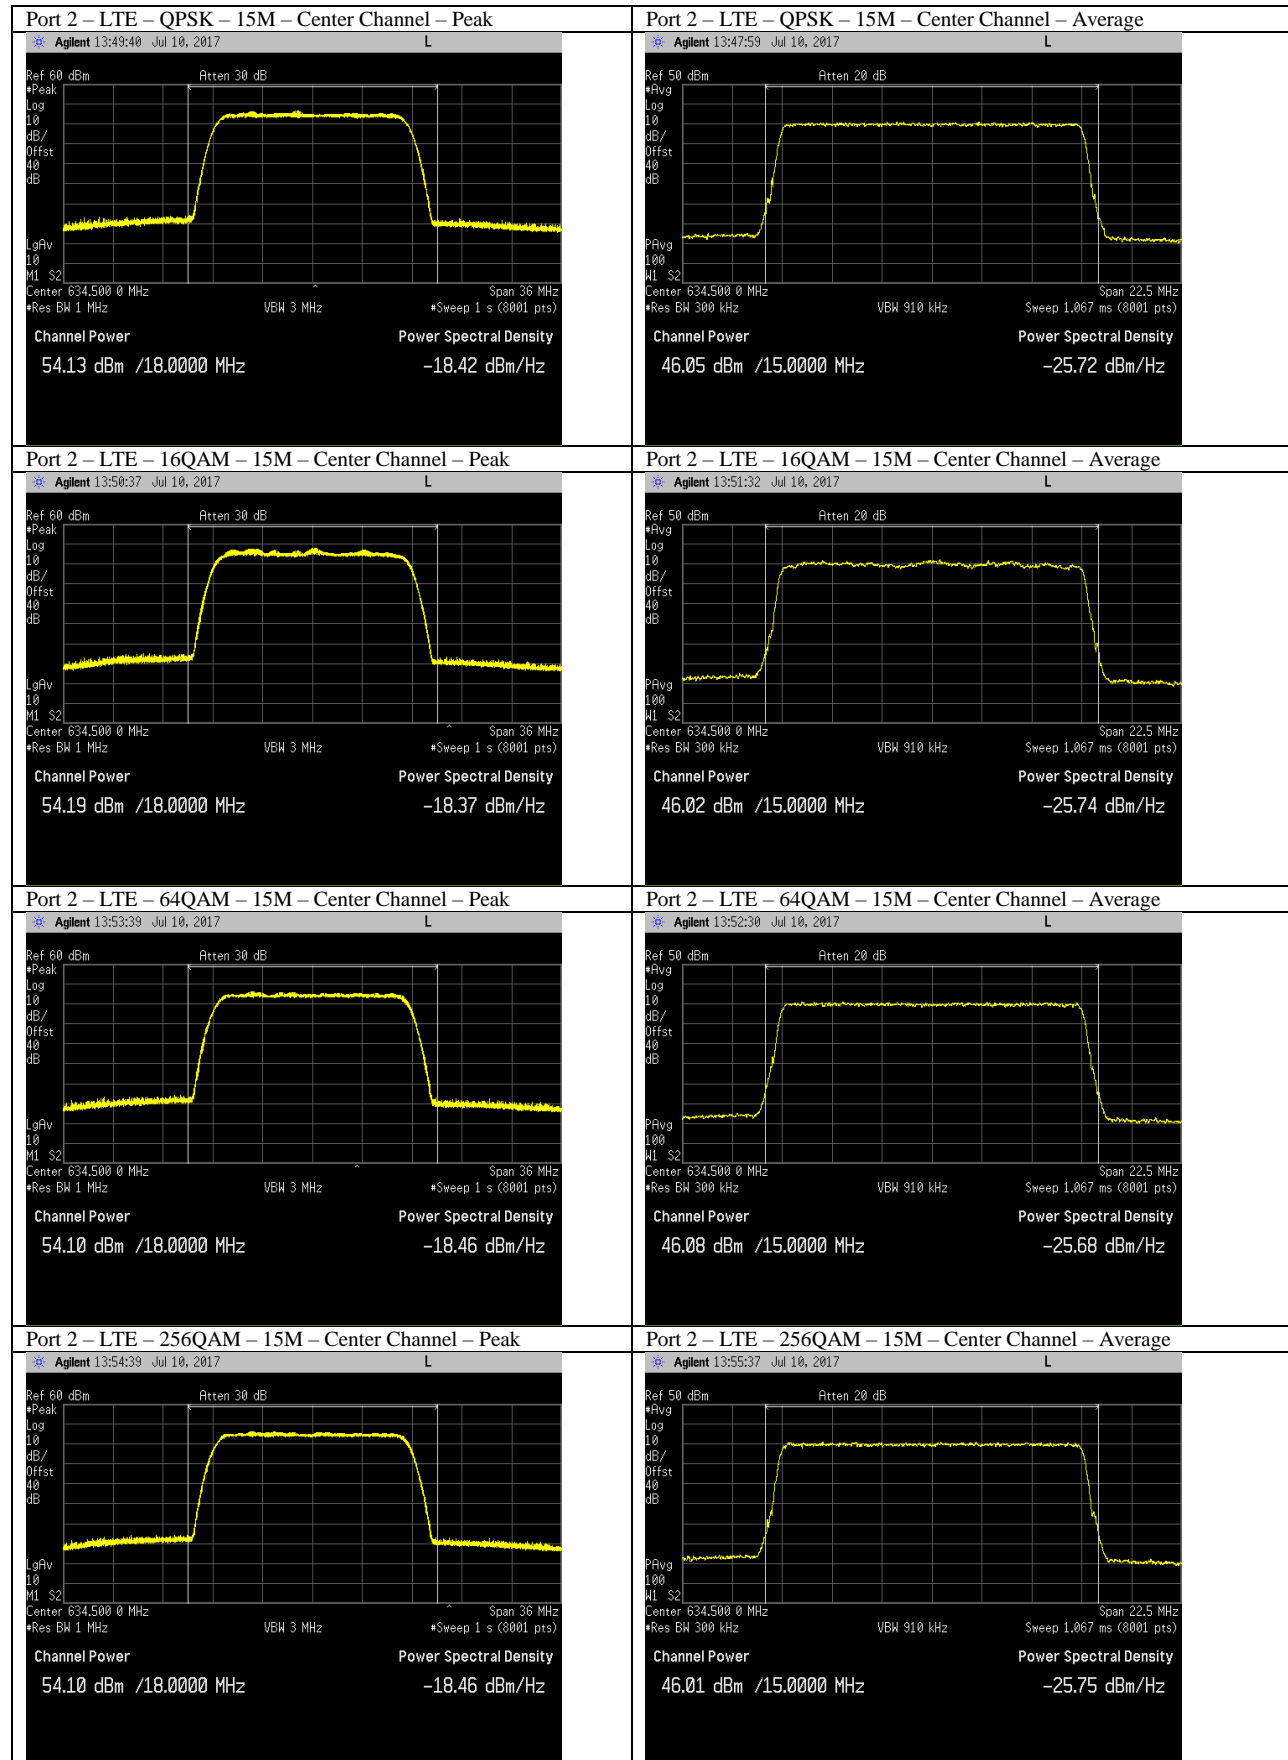 Port 2 – LTE – QPSK – 15M – Center Channel – Peak
Agilent 13:49:40 Jul 10, 2017 L
Ref 60 dBm Atten 30 dB
#Peak
Log
10
dB/
Offst
40
dB
LgAv
10
M1 S2
Center 634.500 0 MHz Span 36 MHz
#Res BW 1 MHz VBW 3 MHz #Sweep 1 s (8001 pts)
Channel Power Power Spectral Density
54.13 dBm /18.0000 MHz -18.42 dBm/Hz
Port 2 – LTE – QPSK – 15M – Center Channel – Average
Agilent 13:47:59 Jul 10, 2017 L
Ref 50 dBm Atten 20 dB
#Avg
Log
10
dB/
Offst
40
dB
PAvg
100
W1 S2
Center 634.500 0 MHz Span 22.5 MHz
#Res BW 300 kHz VBW 910 kHz Sweep 1.067 ms (8001 pts)
Channel Power Power Spectral Density
46.05 dBm /15.0000 MHz -25.72 dBm/Hz
Port 2 – LTE – 16QAM – 15M – Center Channel – Peak
Agilent 13:50:37 Jul 10, 2017 L
Ref 60 dBm Atten 30 dB
#Peak
Log
10
dB/
Offst
40
dB
LgAv
10
M1 S2
Center 634.500 0 MHz Span 36 MHz
#Res BW 1 MHz VBW 3 MHz #Sweep 1 s (8001 pts)
Channel Power Power Spectral Density
54.19 dBm /18.0000 MHz -18.37 dBm/Hz
Port 2 – LTE – 16QAM – 15M – Center Channel – Average
Agilent 13:51:32 Jul 10, 2017 L
Ref 50 dBm Atten 20 dB
#Avg
Log
10
dB/
Offst
40
dB
PAvg
100
W1 S2
Center 634.500 0 MHz Span 22.5 MHz
#Res BW 300 kHz VBW 910 kHz Sweep 1.067 ms (8001 pts)
Channel Power Power Spectral Density
46.02 dBm /15.0000 MHz -25.74 dBm/Hz
Port 2 – LTE – 64QAM – 15M – Center Channel – Peak
Agilent 13:53:39 Jul 10, 2017 L
Ref 60 dBm Atten 30 dB
#Peak
Log
10
dB/
Offst
40
dB
LgAv
10
M1 S2
Center 634.500 0 MHz Span 36 MHz
#Res BW 1 MHz VBW 3 MHz #Sweep 1 s (8001 pts)
Channel Power Power Spectral Density
54.10 dBm /18.0000 MHz -18.46 dBm/Hz
Port 2 – LTE – 64QAM – 15M – Center Channel – Average
Agilent 13:52:30 Jul 10, 2017 L
Ref 50 dBm Atten 20 dB
#Avg
Log
10
dB/
Offst
40
dB
PAvg
100
W1 S2
Center 634.500 0 MHz Span 22.5 MHz
#Res BW 300 kHz VBW 910 kHz Sweep 1.067 ms (8001 pts)
Channel Power Power Spectral Density
46.08 dBm /15.0000 MHz -25.68 dBm/Hz
Port 2 – LTE – 256QAM – 15M – Center Channel – Peak
Agilent 13:54:39 Jul 10, 2017 L
Ref 60 dBm Atten 30 dB
#Peak
Log
10
dB/
Offst
40
dB
LgAv
10
M1 S2
Center 634.500 0 MHz Span 36 MHz
#Res BW 1 MHz VBW 3 MHz #Sweep 1 s (8001 pts)
Channel Power Power Spectral Density
54.10 dBm /18.0000 MHz -18.46 dBm/Hz
Port 2 – LTE – 256QAM – 15M – Center Channel – Average
Agilent 13:55:37 Jul 10, 2017 L
Ref 50 dBm Atten 20 dB
#Avg
Log
10
dB/
Offst
40
dB
PAvg
100
W1 S2
Center 634.500 0 MHz Span 22.5 MHz
#Res BW 300 kHz VBW 910 kHz Sweep 1.067 ms (8001 pts)
Channel Power Power Spectral Density
46.01 dBm /15.0000 MHz -25.75 dBm/Hz